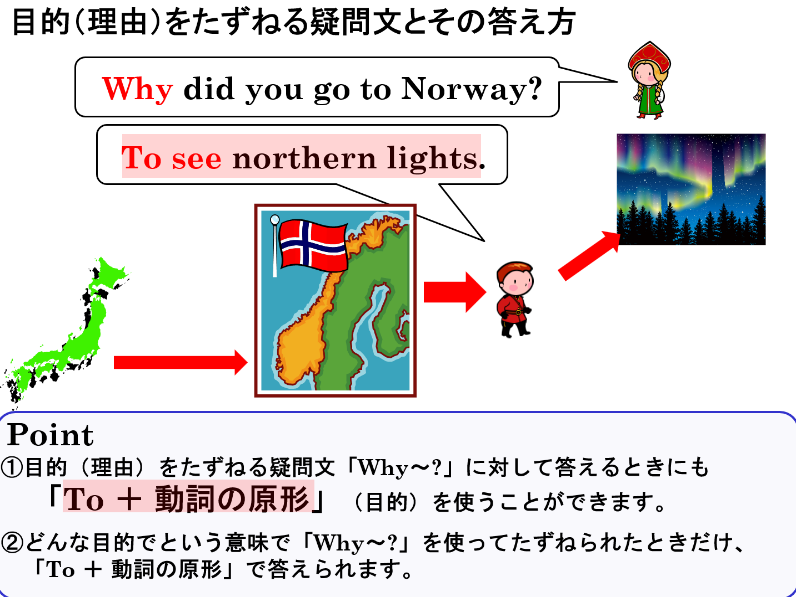 目的（理由）をたずねる疑問文とその答え方
Why did you go to Norway?
To see northern lights.
Point
①目的（理由）をたずねる疑問文「Why～?」に対して答えるときにも
「To ＋ 動詞の原形」（目的）を使うことができます。
②どんな目的でという意味で「Why～?」を使ってたずねられたときだけ、
「To ＋ 動詞の原形」で答えられます。